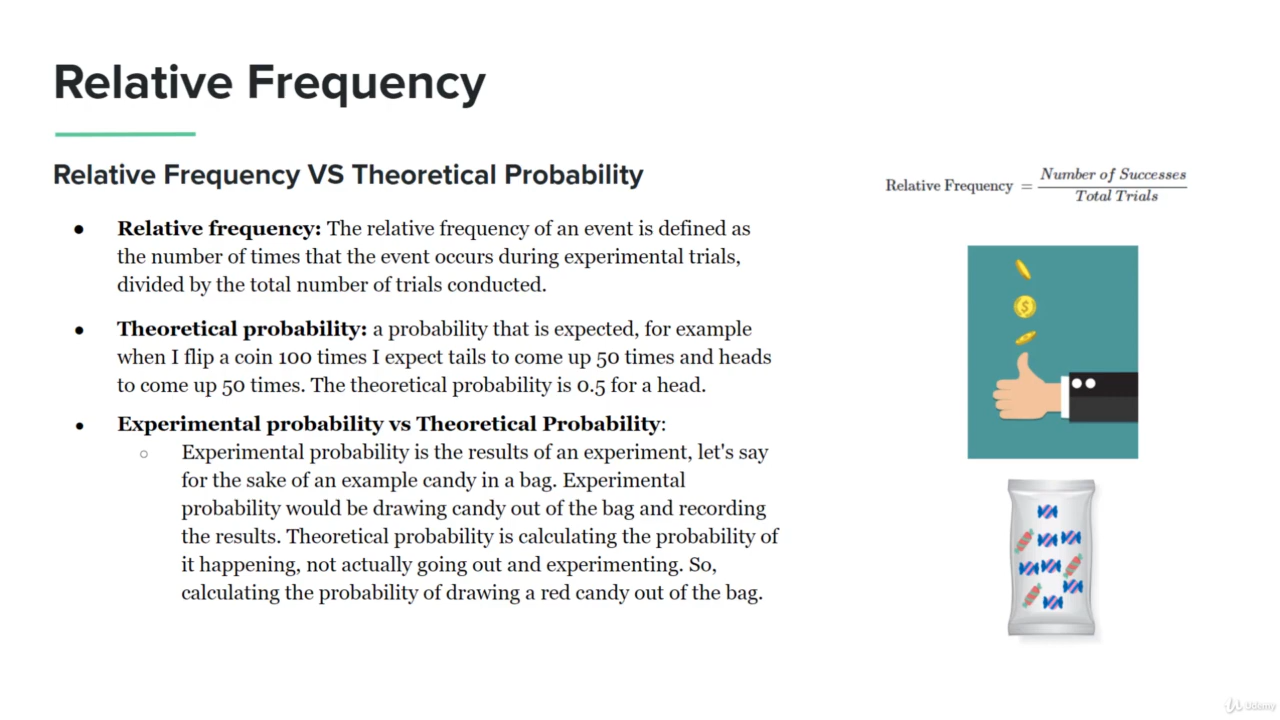 Relative Frequency
Relative Frequency VS Theoretical Probability
● Relative frequency: The relative frequency of an event is defined as
the number of times that the event occurs during experimental trials,
divided by the total number of trials conducted.
● Theoretical probability: a probability that is expected, for example
when I flip a coin 100 times I expect tails to come up 50 times and heads
to come up 50 times. The theoretical probability is 0.5 for a head.
● Experimental probability vs Theoretical Probability:
○ Experimental probability is the results of an experiment, let's say
for the sake of an example candy in a bag. Experimental
probability would be drawing candy out of the bag and recording
the results. Theoretical probability is calculating the probability of
it happening, not actually going out and experimenting. So,
calculating the probability of drawing a red candy out of the bag.
Number of Successes
Relative Frequency =
Total Trials
$
Udemy